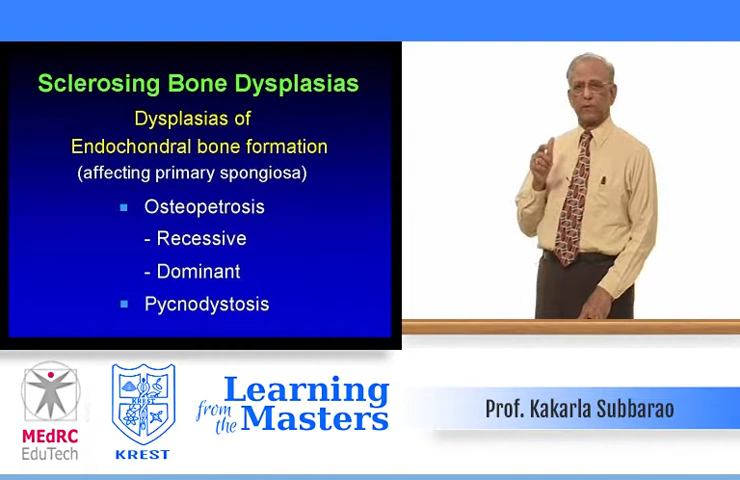 Sclerosing Bone Dysplasias
Dysplasias of
Endochondral bone formation
(affecting primary spongiosa)
Osteopetrosis
- Recessive
- Dominant
Pycnodystosis
MEdRC
EduTech
KREST
KREST
Learning
from the Masters
Prof. Kakarla Subbarao